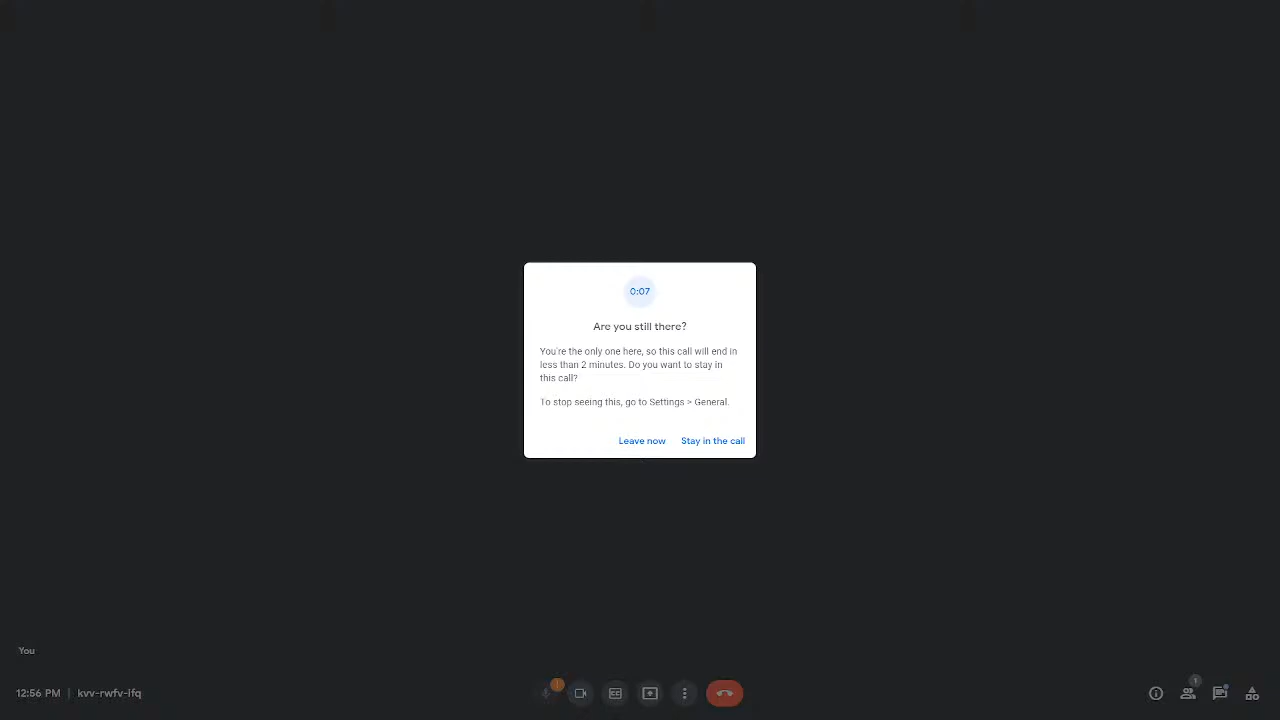 0:07
Are you still there?
You're the only one here, so this call will end in
less than 2 minutes. Do you want to stay in
this call?
To stop seeing this, go to Settings > General.
Leave now
Stay in the call
You
12:56 PM | kvv-rwfv-ifq
!
CC
1